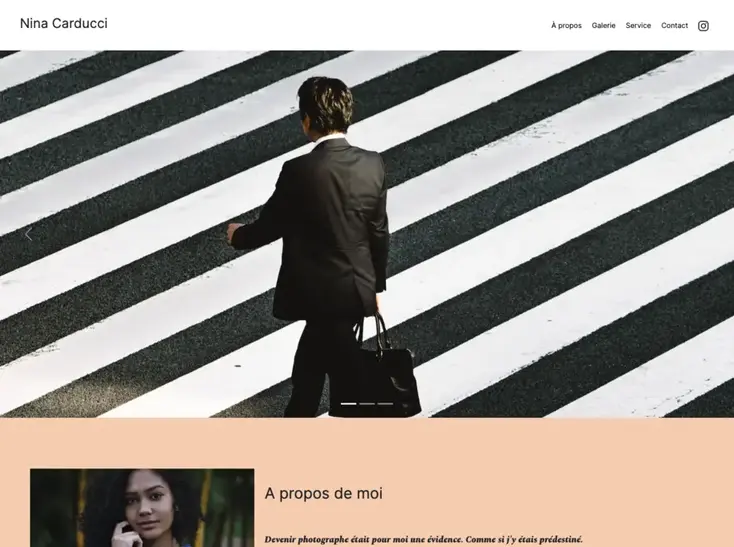 Nina Carducci
À propos
Galerie
Service
Contact
A propos de moi
Devenir photographe était pour moi une évidence. Comme si j'y étais prédestiné.